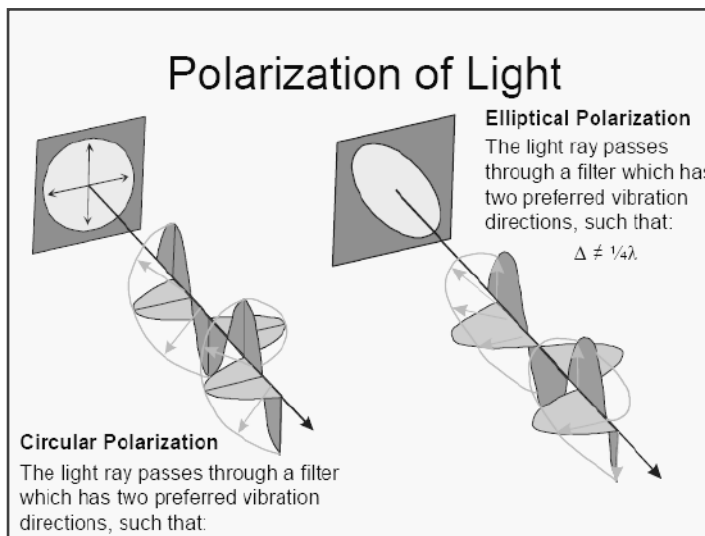 Polarization of Light
Elliptical Polarization
The light ray passes
through a filter which has
two preferred vibration
directions, such that:
Δ ≠ ¼λ
Circular Polarization
The light ray passes through a filter
which has two preferred vibration
directions, such that: